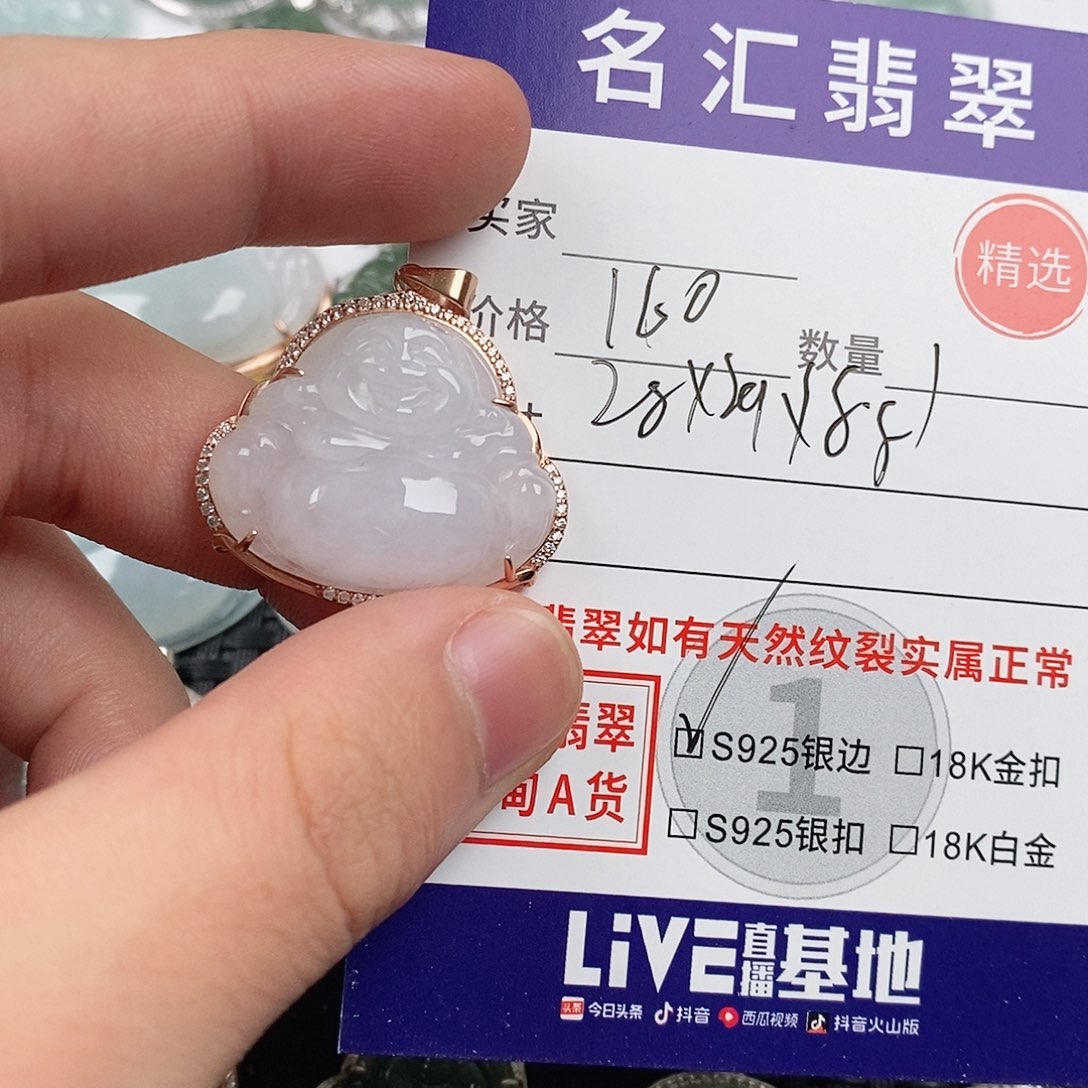 名汇翡翠
买家
精选
价格 160 数量
翡翠如有天然纹裂实属正常
翡翠
甸A货
1
S925银边 18K金扣
S925银扣 18K白金
LiVE直播基地
头条 今日头条 抖音 西瓜视频 抖音火山版